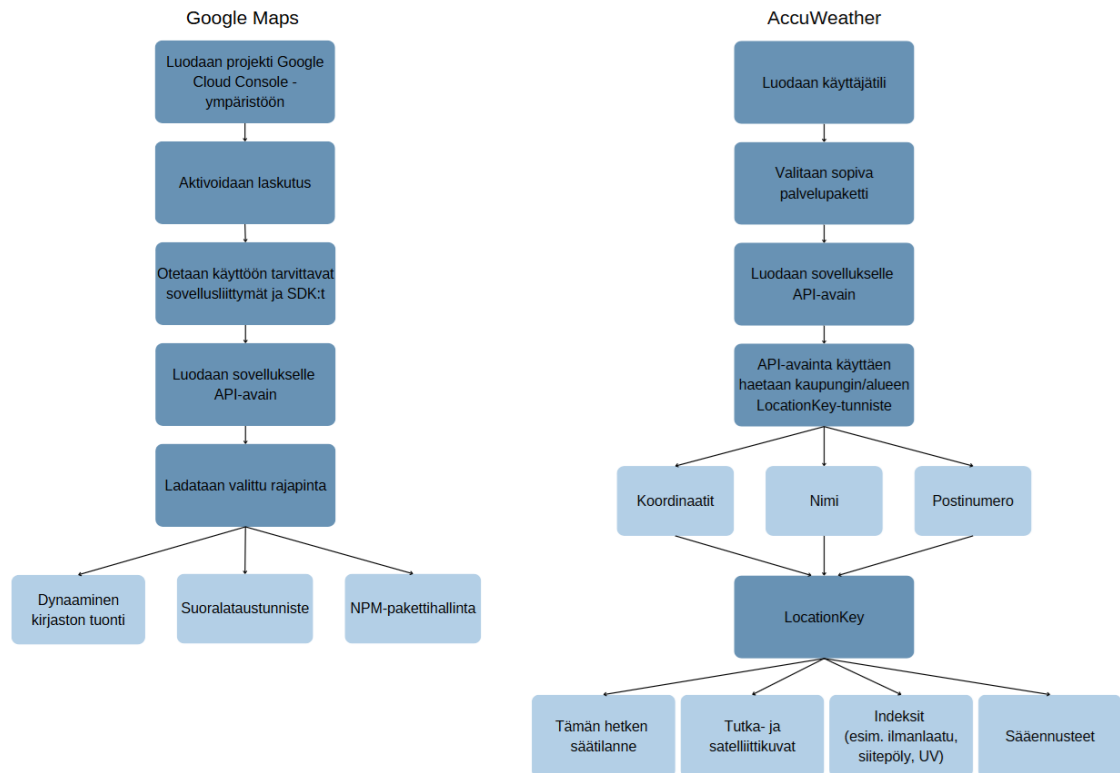 Google Maps
Luodaan projekti Google
Cloud Console -
ympäristöön
Aktivoidaan laskutus
Otetaan käyttöön tarvittavat
sovellusliittymät ja SDK:t
Luodaan sovellukselle
API-avain
Ladataan valittu rajapinta
Dynaaminen
kirjaston tuonti
Suoralataustunniste
NPM-pakettihallinta
AccuWeather
Luodaan käyttäjätili
Valitaan sopiva
palvelupaketti
Luodaan sovellukselle
API-avain
API-avainta käyttäen
haetaan kaupungin/alueen
LocationKey-tunniste
Koordinaatit
Nimi
Postinumero
LocationKey
Tämän hetken
säätilanne
Tutka- ja
satelliittikuvat
Indeksit
(esim. ilmanlaatu,
siitepöly, UV)
Sääennusteet